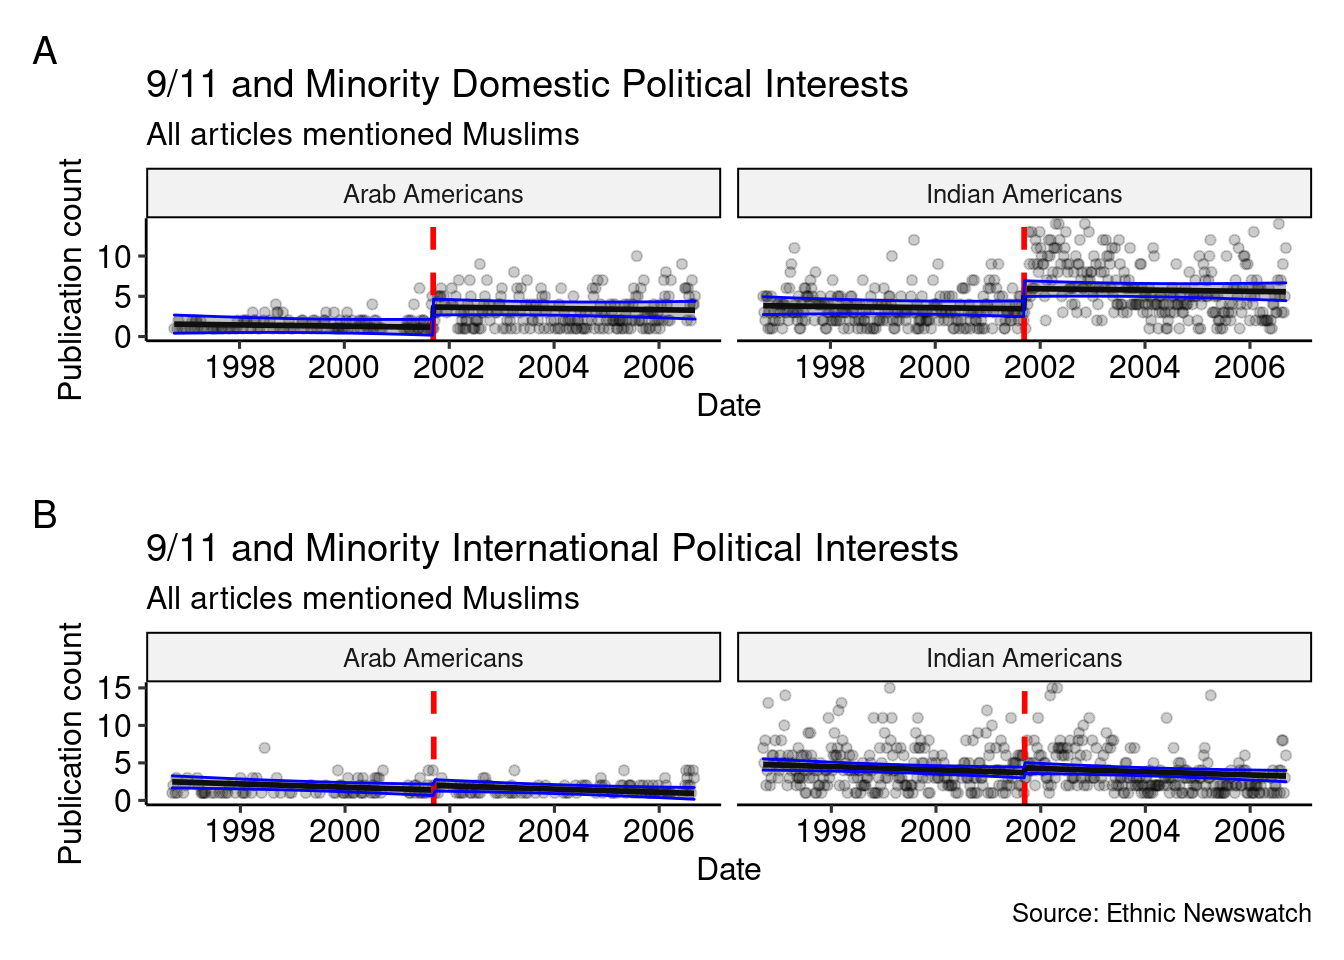 A
9/11 and Minority Domestic Political Interests
All articles mentioned Muslims
Publication count
Arab Americans
Indian Americans
10
5
0
1998 2000 2002 2004 2006
1998 2000 2002 2004 2006
Date
B
9/11 and Minority International Political Interests
All articles mentioned Muslims
Publication count
Arab Americans
Indian Americans
15
10
5
0
1998 2000 2002 2004 2006
1998 2000 2002 2004 2006
Date
Source: Ethnic Newswatch